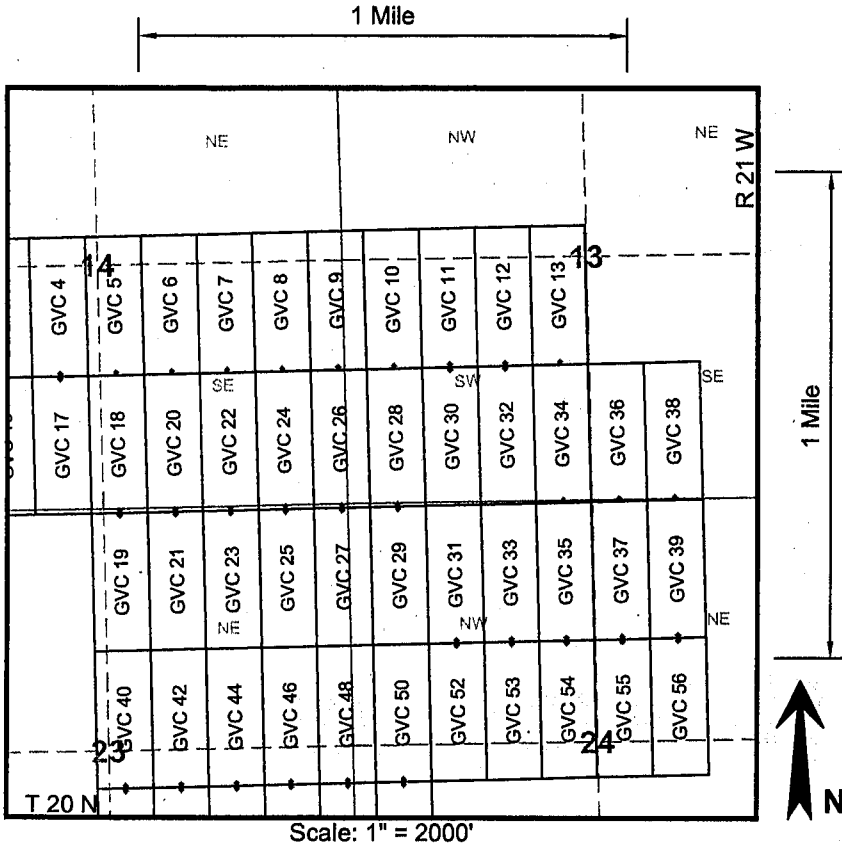 1 Mile
NE
NW
NE
R 21 W
14
13
GVC 4
GVC 5
GVC 6
GVC 7
GVC 8
GVC 9
GVC 10
GVC 11
GVC 12
GVC 13
SE
SW
SE
GVC 17
GVC 18
GVC 20
GVC 22
GVC 24
GVC 26
GVC 28
GVC 30
GVC 32
GVC 34
GVC 36
GVC 38
1 Mile
GVC 19
GVC 21
GVC 23
GVC 25
GVC 27
GVC 29
GVC 31
GVC 33
GVC 35
GVC 37
GVC 39
NE
NW
NE
GVC 40
GVC 42
GVC 44
GVC 46
GVC 48
GVC 50
GVC 52
GVC 53
GVC 54
GVC 55
GVC 56
23
24
T 20 N
N
Scale: 1" = 2000'